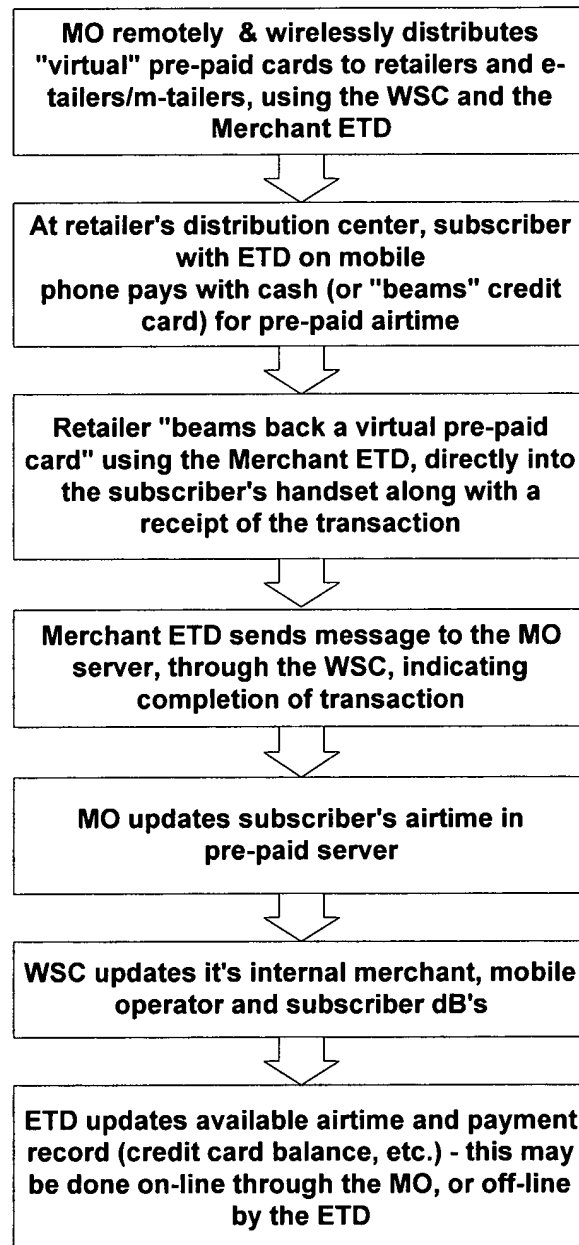 MO remotely & wirelessly distributes
"virtual" pre-paid cards to retailers and e-
tailers/m-tailers, using the WSC and the
Merchant ETD
At retailer's distribution center, subscriber
with ETD on mobile
phone pays with cash (or "beams" credit
card) for pre-paid airtime
Retailer "beams back a virtual pre-paid
card" using the Merchant ETD, directly into
the subscriber's handset along with a
receipt of the transaction
Merchant ETD sends message to the MO
server, through the WSC, indicating
completion of transaction
MO updates subscriber's airtime in
pre-paid server
WSC updates it's internal merchant, mobile
operator and subscriber dB's
ETD updates available airtime and payment
record (credit card balance, etc.) - this may
be done on-line through the MO, or off-line
by the ETD